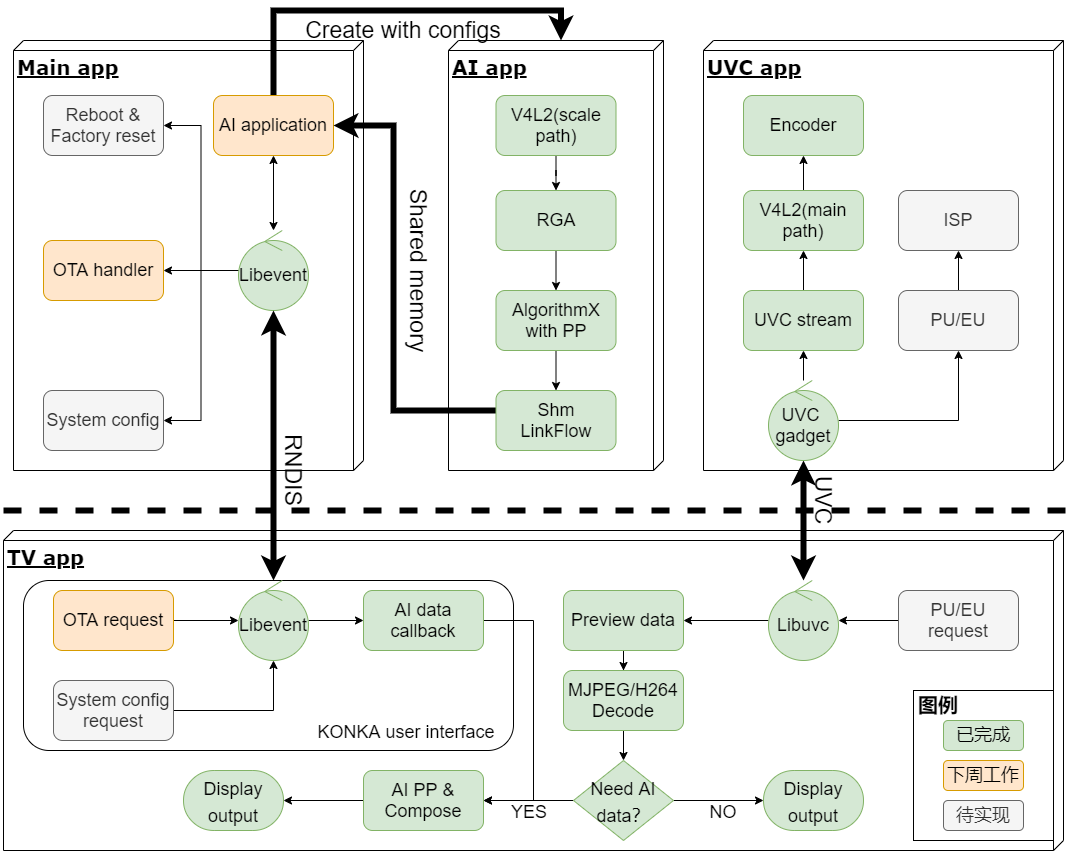 Create with configs
Main app
Reboot &
Factory reset
AI application
OTA handler
Libevent
System config
Shared memory
RNDIS
AI app
V4L2(scale
path)
RGA
AlgorithmX
with PP
Shm
LinkFlow
UVC app
Encoder
V4L2(main
path)
ISP
UVC stream
PU/EU
UVC
gadget
UVC
TV app
OTA request
Libevent
AI data
callback
System config
request
KONKA user interface
Preview data
Libuvc
PU/EU
request
MJPEG/H264
Decode
Need AI
data?
YES
NO
AI PP &
Compose
Display
output
Display
output
图例
已完成
下周工作
待实现